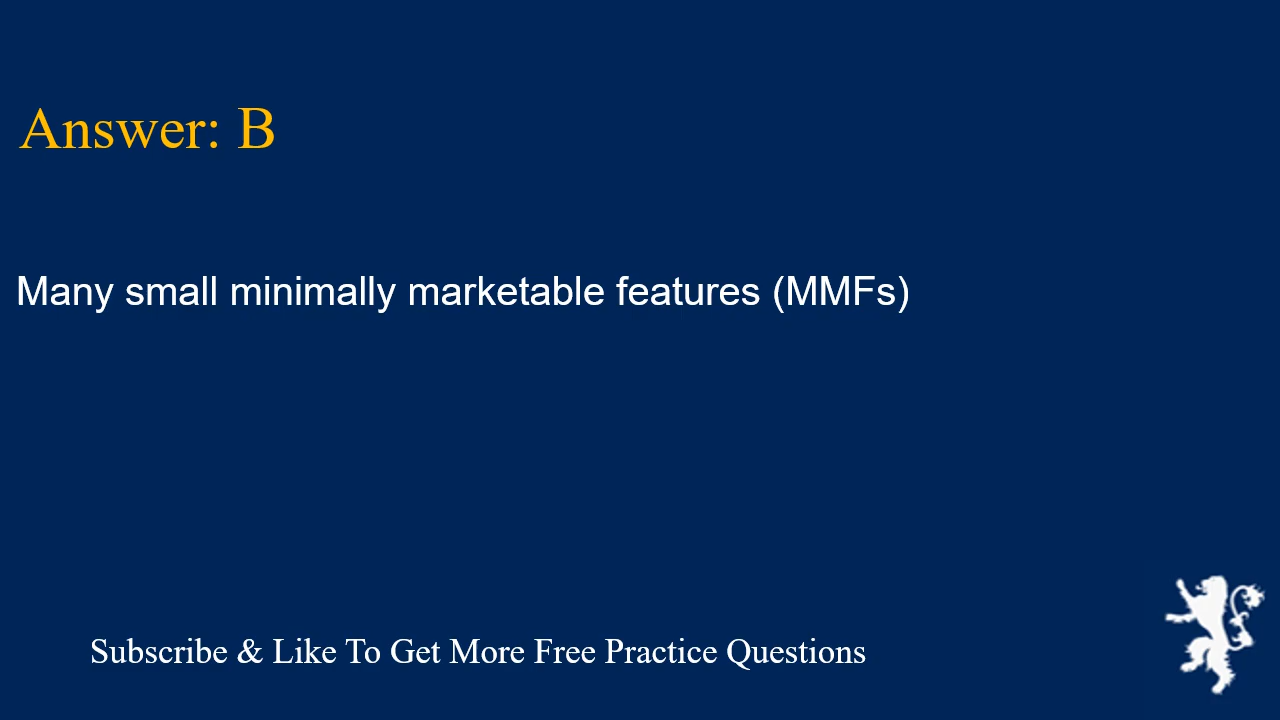 Answer: B
Many small minimally marketable features (MMFs)
Subscribe & Like To Get More Free Practice Questions